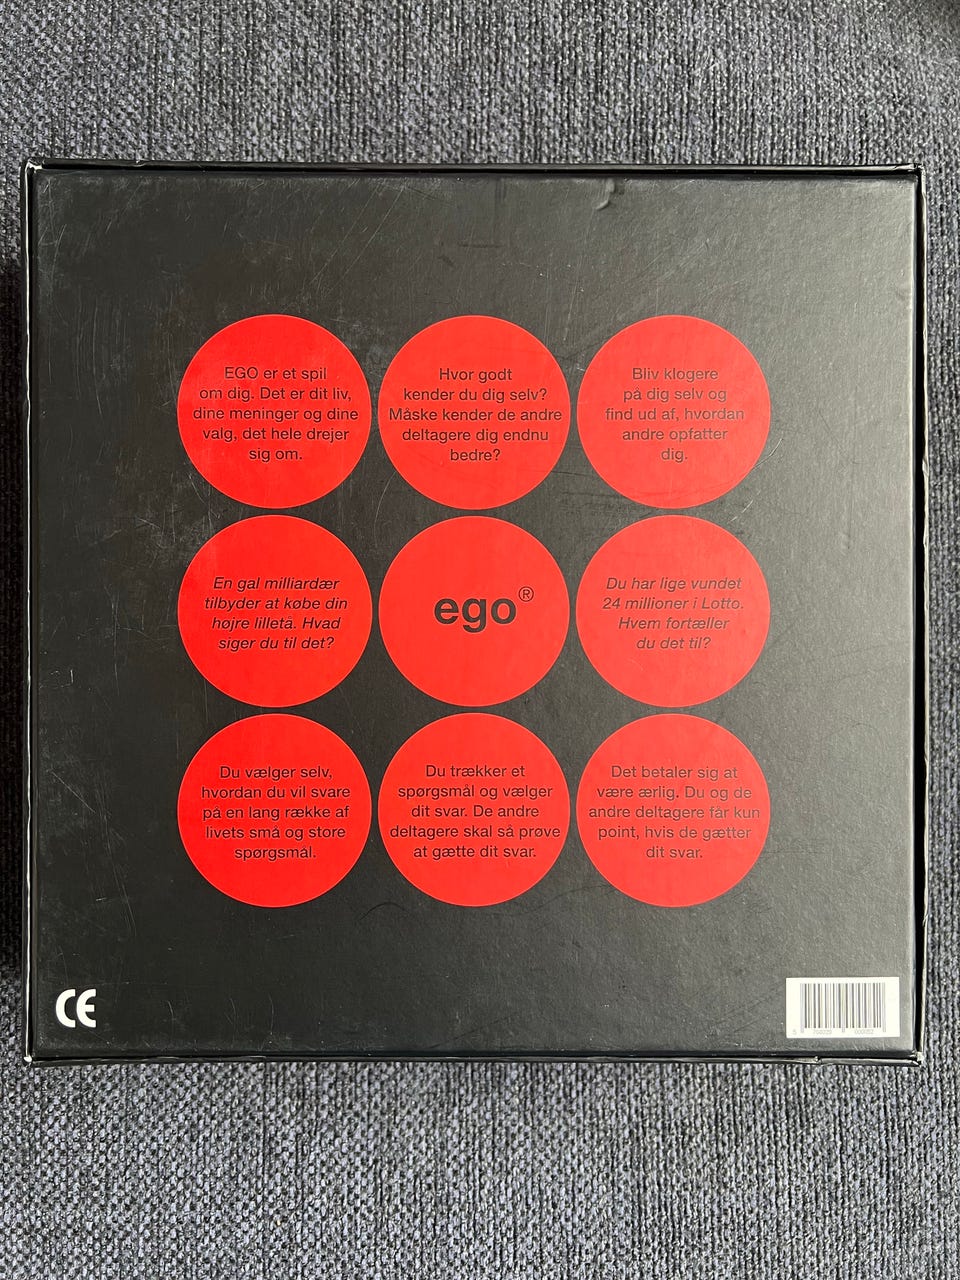 EGO er et spil
om dig. Det er dit liv,
dine meninger og dine
valg, det hele drejer
sig om.
Hvor godt
kender du dig selv?
Måske kender de andre
deltagere dig endnu
bedre?
Bliv klogere
på dig selv og
find ud af, hvordan
andre opfatter
dig.
En gal milliardær
tilbyder at købe din
højre lilletå. Hvad
siger du til det?
ego®
Du har lige vundet
24 millioner i Lotto.
Hvem fortæller
du det til?
Du vælger selv,
hvordan du vil svare
på en lang række af
livets små og store
spørgsmål.
Du trækker et
spørgsmål og vælger
dit svar. De andre
deltagere skal så prøve
at gætte dit svar.
Det betaler sig at
være ærlig. Du og de
andre deltagere får kun
point, hvis de gætter
dit svar.
CE